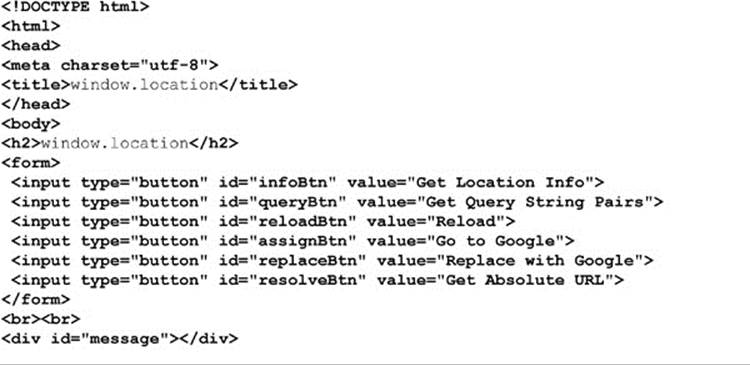 <!DOCTYPE html>
<html>
<head>
<meta charset="utf-8">
<title>window.location</title>
</head>
<body>
<h2>window.location</h2>
<form>
 <input type="button" id="infoBtn" value="Get Location Info">
 <input type="button" id="queryBtn" value="Get Query String Pairs">
 <input type="button" id="reloadBtn" value="Reload">
 <input type="button" id="assignBtn" value="Go to Google">
 <input type="button" id="replaceBtn" value="Replace with Google">
 <input type="button" id="resolveBtn" value="Get Absolute URL">
</form>
<br><br>
<div id="message"></div>